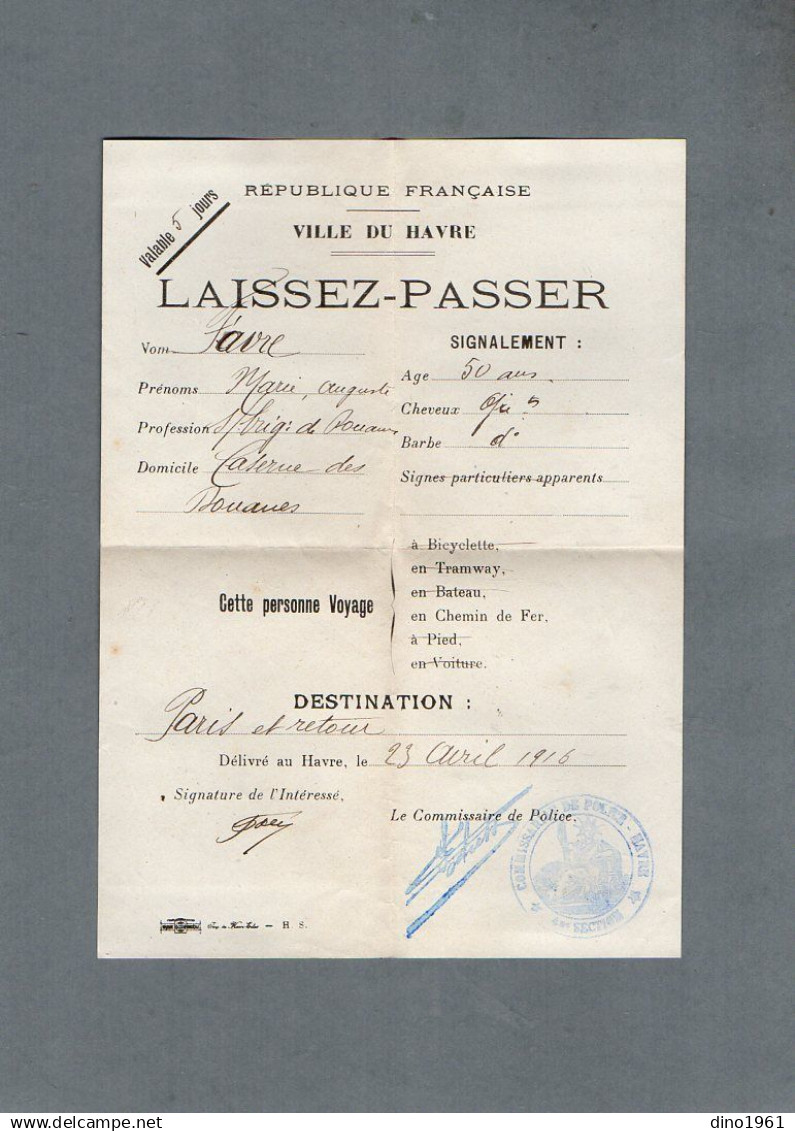 Valable 5 jours
RÉPUBLIQUE FRANÇAISE
VILLE DU HAVRE
LAISSEZ-PASSER
Nom Favre
Prénoms Marie, Auguste
Profession S/brig: de Douanes
Domicile Caserne des
Douanes
SIGNALEMENT :
Age 50 ans.
Cheveux
Barbe d°
Signes particuliers apparents
Cette personne Voyage
à Bicyclette,
en Tramway,
en Bateau,
en Chemin de Fer,
à Pied,
en Voiture.
DESTINATION :
Paris et retour
Délivré au Havre, le 23 Avril 1916
Signature de l'Intéressé,
Le Commissaire de Police.
COMMISSARIAT DE POLICE - HAVRE
SECTION
H. S.
dino1961